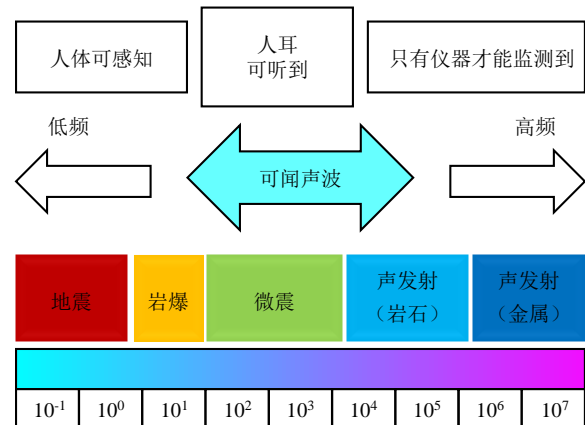 人体可感知
人耳
可听到
只有仪器才能监测到
低频
高频
可闻声波
地震
岩爆
微震
声发射
（岩石）
声发射
（金属）
10⁻¹ 10⁰ 10¹ 10² 10³ 10⁴ 10⁵ 10⁶ 10⁷